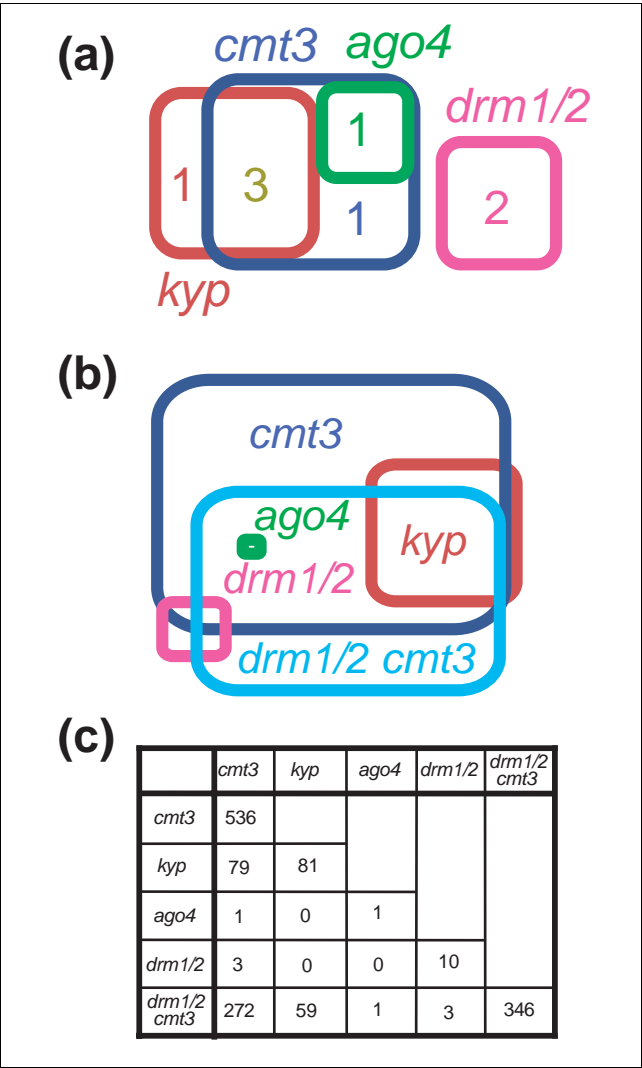 (a)
cmt3 ago4
drm1/2
1 3 1 1 2
kyp
(b)
cmt3
ago4
kyp
-
drm1/2
drm1/2 cmt3
(c)
cmt3 kyp ago4 drm1/2 drm1/2 cmt3
cmt3 536
kyp 79 81
ago4 1 0 1
drm1/2 3 0 0 10
drm1/2 cmt3 272 59 1 3 346